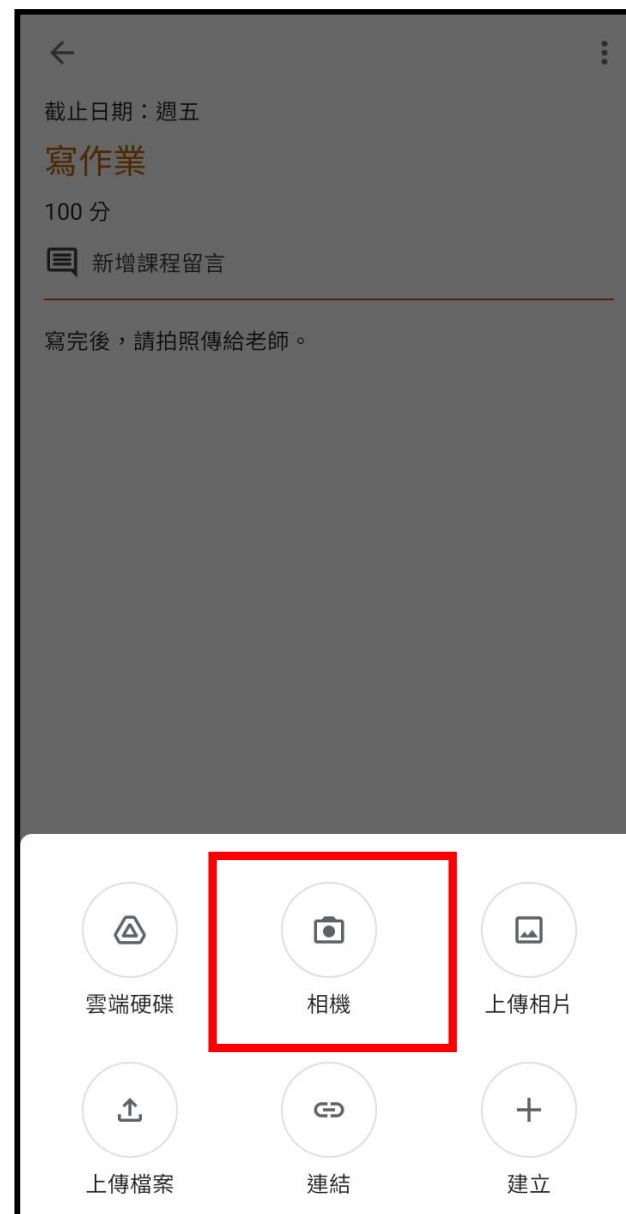 截止日期：週五
寫作業
100 分
新增課程留言
寫完後，請拍照傳給老師。
雲端硬碟
相機
上傳相片
上傳檔案
連結
建立